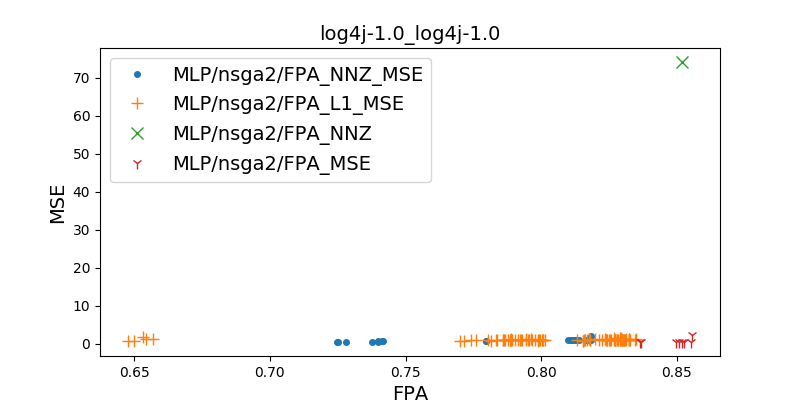 log4j-1.0_log4j-1.0
MLP/nsga2/FPA_NNZ_MSE
MLP/nsga2/FPA_L1_MSE
MLP/nsga2/FPA_NNZ
MLP/nsga2/FPA_MSE
MSE
70
60
50
40
30
20
10
0
0.65 0.70 0.75 0.80 0.85
FPA